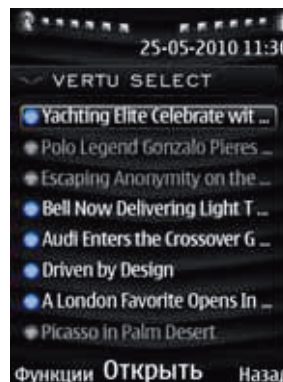 25-05-2010 11:30
VERTU SELECT
Yachting Elite Celebrate wit ...
Polo Legend Gonzalo Pieres ...
Escaping Anonymity on the ...
Bell Now Delivering Light T ...
Audi Enters the Crossover G ...
Driven by Design
A London Favorite Opens In ...
Picasso in Palm Desert
Функции Открыть Назад